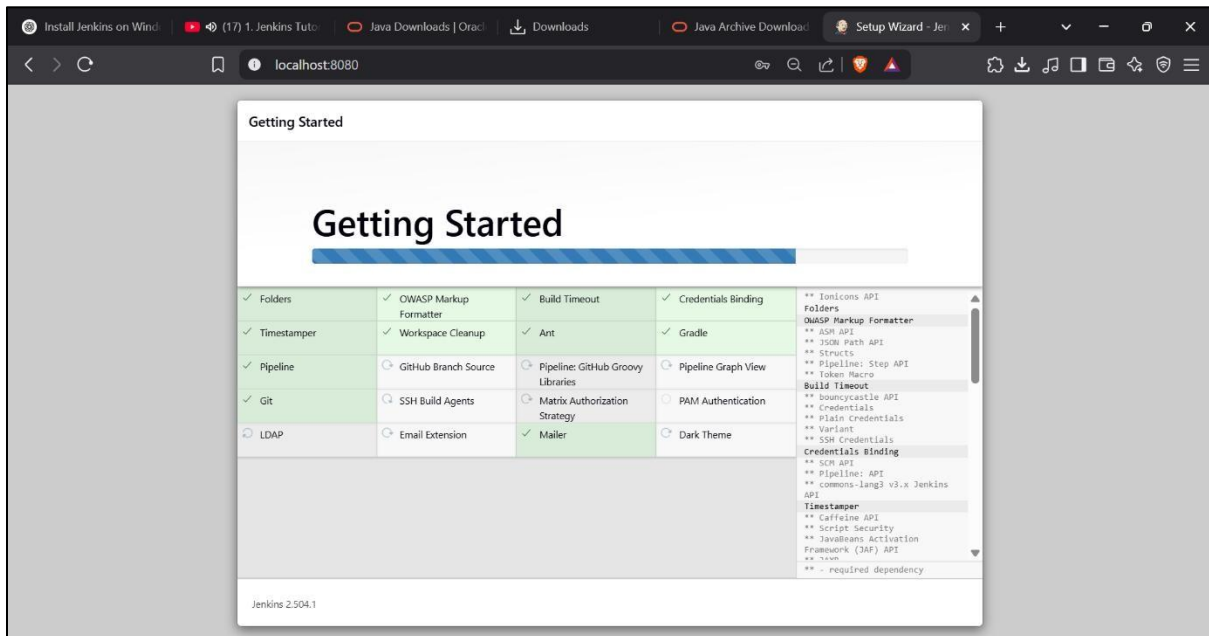 Install Jenkins on Wind
(17) 1. Jenkins Tuto
Java Downloads | Oracl
Downloads
Java Archive Download
Setup Wizard - Jen
localhost:8080
Getting Started
Getting Started
Folders
OWASP Markup
Formatter
Build Timeout
Credentials Binding
Timestamper
Workspace Cleanup
Ant
Gradle
Pipeline
GitHub Branch Source
Pipeline: GitHub Groovy
Libraries
Pipeline Graph View
Git
SSH Build Agents
Matrix Authorization
Strategy
PAM Authentication
LDAP
Email Extension
Mailer
Dark Theme
** Ionicons API
Folders
OWASP Markup Formatter
** ASM API
** JSON Path API
** Structs
** Pipeline: Step API
** Token Macro
Build Timeout
** bouncycastle API
** Credentials
** Plain Credentials
** Variant
** SSH Credentials
Credentials Binding
** SCM API
** Pipeline: API
** commons-lang3 v3.x Jenkins
API
Timestamper
** Caffeine API
** Script Security
** JavaBeans Activation
Framework (JAF) API
** - required dependency
Jenkins 2.504.1